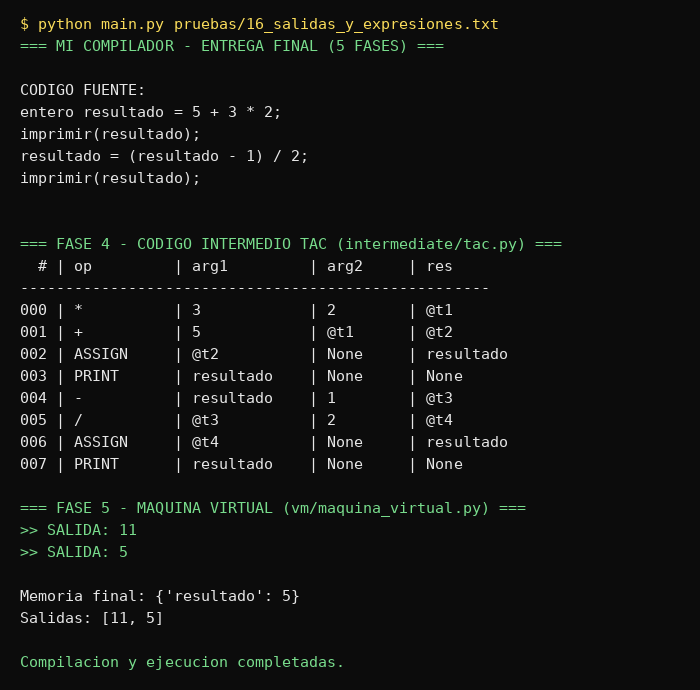 $ python main.py pruebas/16_salidas_y_expresiones.txt
=== MI COMPILADOR - ENTREGA FINAL (5 FASES) ===
CODIGO FUENTE:
entero resultado = 5 + 3 * 2;
imprimir(resultado);
resultado = (resultado - 1) / 2;
imprimir(resultado);
=== FASE 4 - CODIGO INTERMEDIO TAC (intermediate/tac.py) ===
  # | op         | arg1         | arg2     | res
----------------------------------------------------
000 | *          | 3            | 2        | @t1
001 | +          | 5            | @t1      | @t2
002 | ASSIGN     | @t2          | None     | resultado
003 | PRINT      | resultado    | None     | None
004 | -          | resultado    | 1        | @t3
005 | /          | @t3          | 2        | @t4
006 | ASSIGN     | @t4          | None     | resultado
007 | PRINT      | resultado    | None     | None
=== FASE 5 - MAQUINA VIRTUAL (vm/maquina_virtual.py) ===
>> SALIDA: 11
>> SALIDA: 5
Memoria final: {'resultado': 5}
Salidas: [11, 5]
Compilacion y ejecucion completadas.